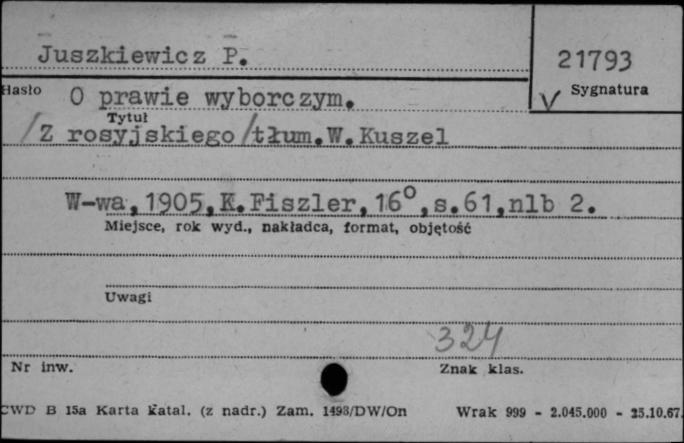 Juszkiewicz P.
21793
Hasło
V Sygnatura
O prawie wyborczym.
Tytuł
/Z rosyjskiego/tłum.W.Kuszel
W-wa,1905,K.Fiszler,16°,s.61,nlb 2.
Miejsce, rok wyd., nakładca, format, objętość
Uwagi
324
Nr inw.
Znak klas.
CWD B 15a Karta katal. (z nadr.) Zam. 1493/DW/On Wrak 999 - 2.045.000 - 25.10.67.